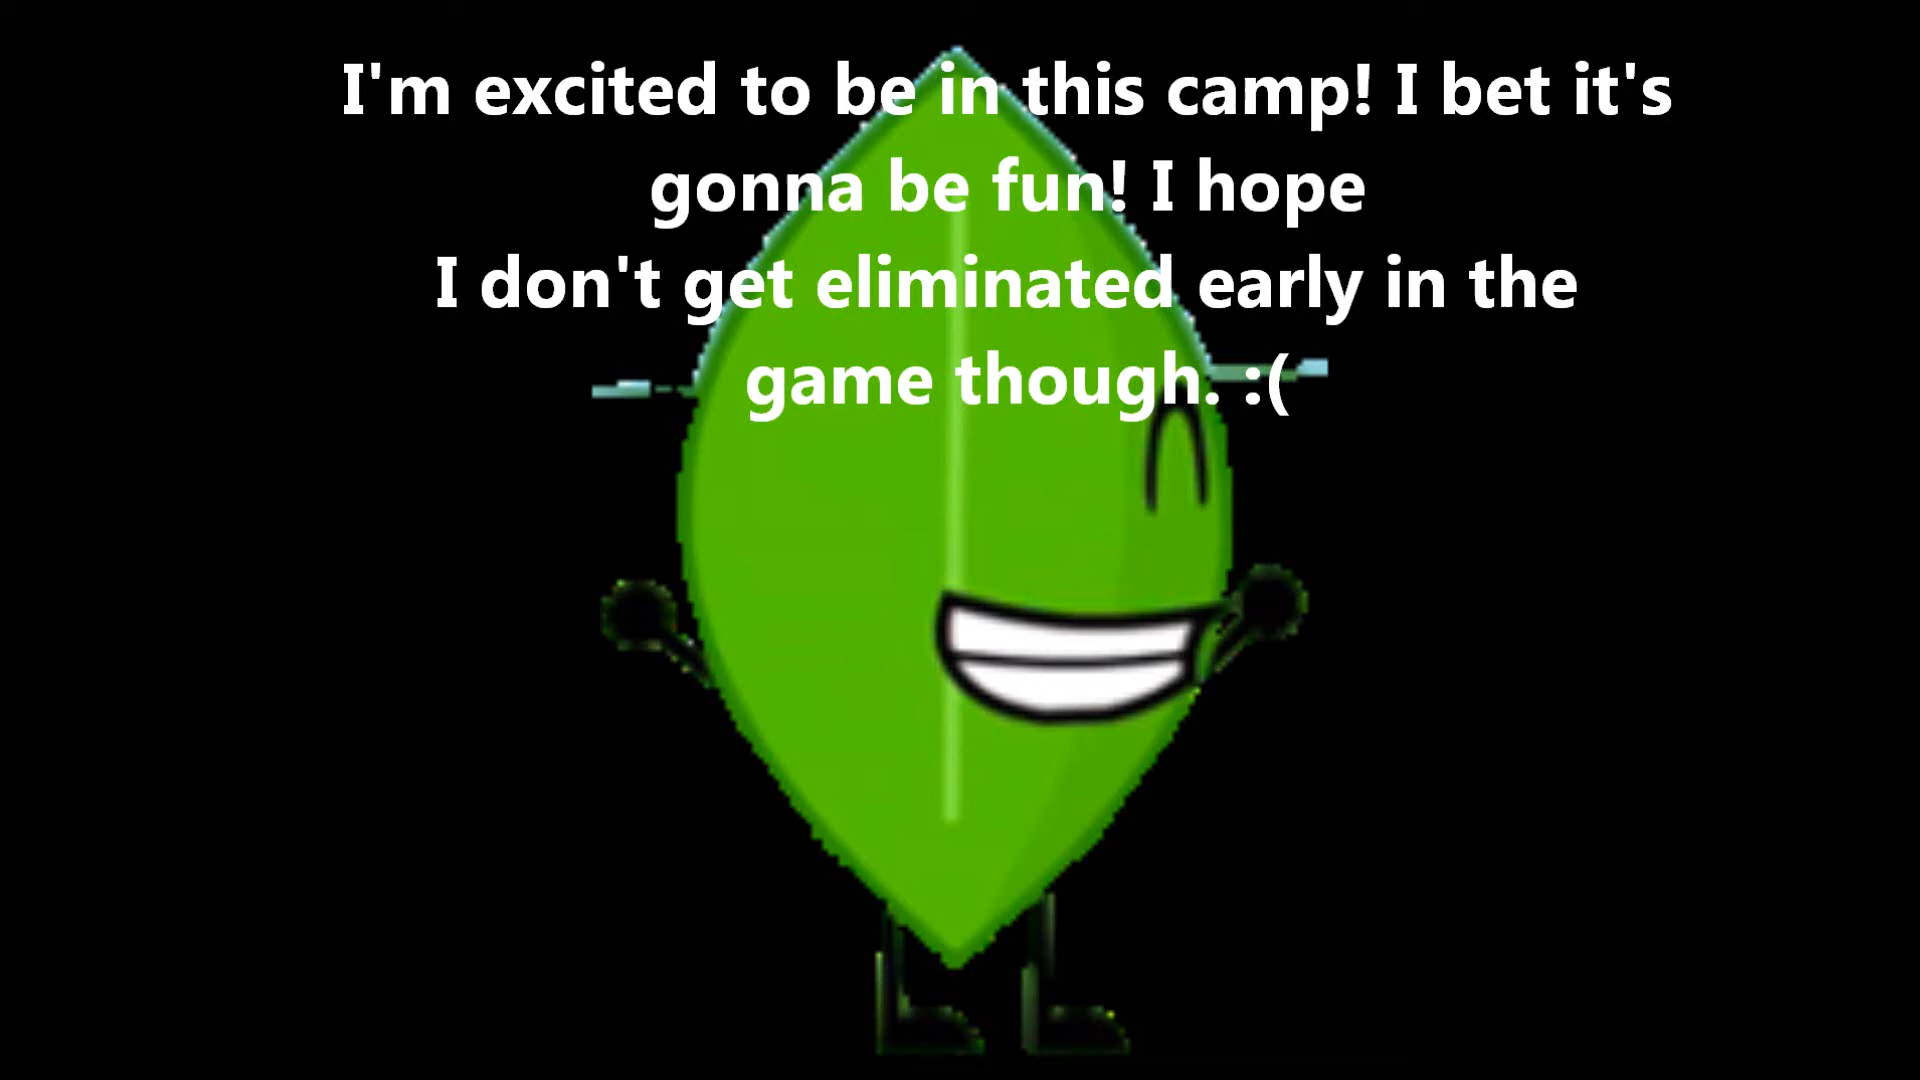 I'm excited to be in this camp! I bet it's
gonna be fun! I hope
I don't get eliminated early in the
game though. :(